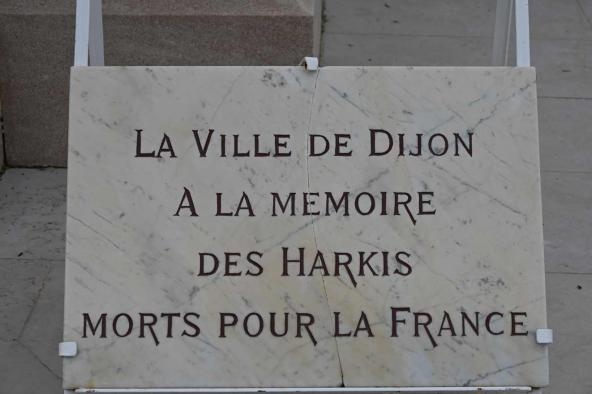 LA VILLE DE DIJON
A LA MEMOIRE
DES HARKIS
MORTS POUR LA FRANCE